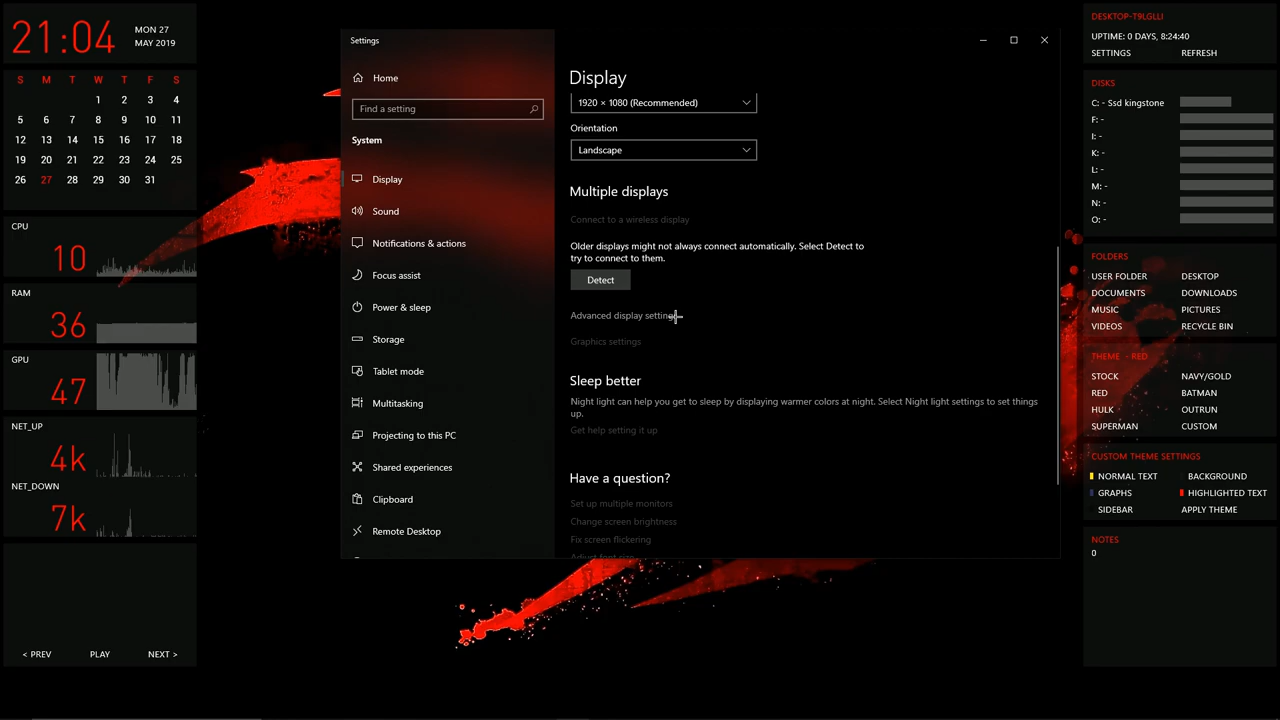 21:04
MON 27
MAY 2019
S M T W T F S
1 2 3 4
5 6 7 8 9 10 11
12 13 14 15 16 17 18
19 20 21 22 23 24 25
26 27 28 29 30 31
CPU
10
RAM
36
GPU
47
NET_UP
4k
NET_DOWN
7k
< PREV PLAY NEXT >
Settings
Home
Find a setting
System
Display
Sound
Notifications & actions
Focus assist
Power & sleep
Storage
Tablet mode
Multitasking
Projecting to this PC
Shared experiences
Clipboard
Remote Desktop
Display
1920 × 1080 (Recommended)
Orientation
Landscape
Multiple displays
Connect to a wireless display
Older displays might not always connect automatically. Select Detect to
try to connect to them.
Detect
Advanced display settings
Graphics settings
Sleep better
Night light can help you get to sleep by displaying warmer colors at night. Select Night light settings to set things
up.
Get help setting it up
Have a question?
Set up multiple monitors
Change screen brightness
Fix screen flickering
Adjust font size
DESKTOP-T9LGLLI
UPTIME: 0 DAYS, 8:24:40
SETTINGS REFRESH
DISKS
C: - Ssd kingstone
F: -
I: -
K: -
L: -
M: -
N: -
O: -
FOLDERS
USER FOLDER DESKTOP
DOCUMENTS DOWNLOADS
MUSIC PICTURES
VIDEOS RECYCLE BIN
THEME - RED
STOCK NAVY/GOLD
RED BATMAN
HULK OUTRUN
SUPERMAN CUSTOM
CUSTOM THEME SETTINGS
NORMAL TEXT BACKGROUND
GRAPHS HIGHLIGHTED TEXT
SIDEBAR APPLY THEME
NOTES
0